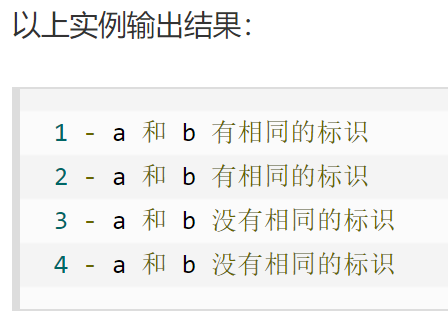 以上实例输出结果：
1 - a 和 b 有相同的标识
2 - a 和 b 有相同的标识
3 - a 和 b 没有相同的标识
4 - a 和 b 没有相同的标识